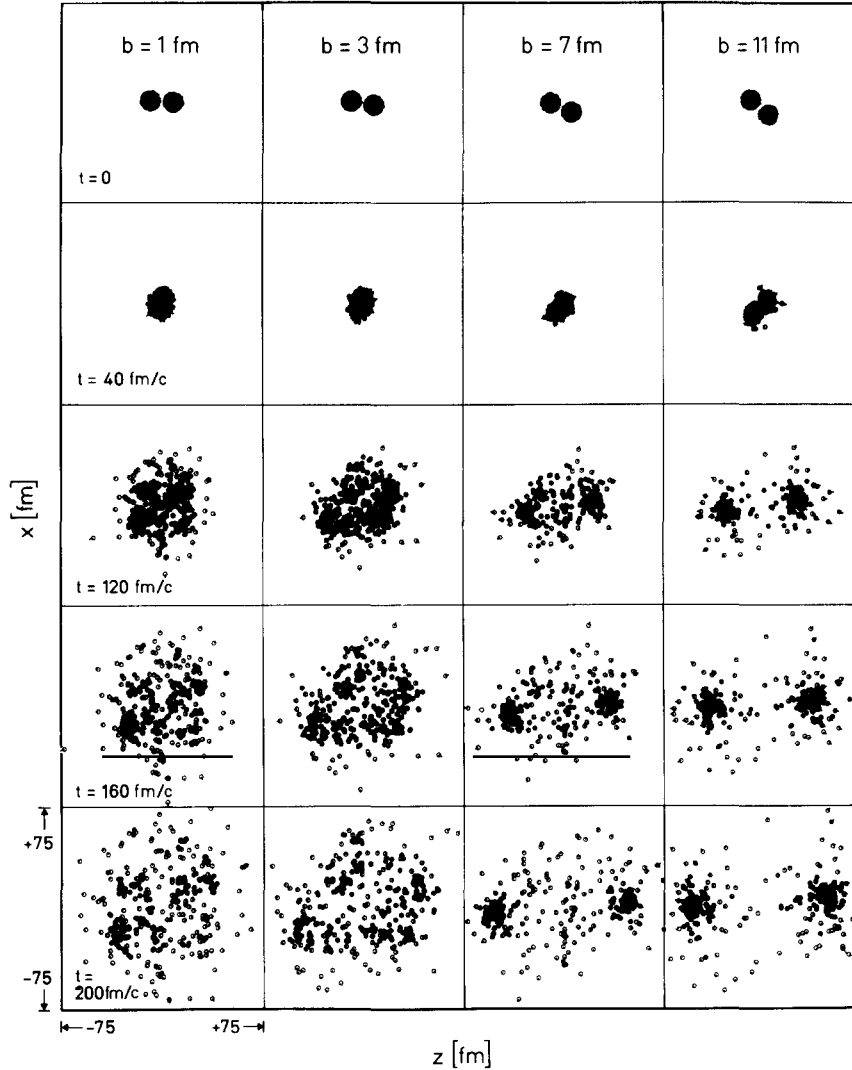 b = 1 fm
b = 3 fm
b = 7 fm
b = 11 fm
t = 0
t = 40 fm/c
t = 120 fm/c
t = 160 fm/c
+75
-75
t =
200fm/c
-75
+75
x [fm]
z [fm]